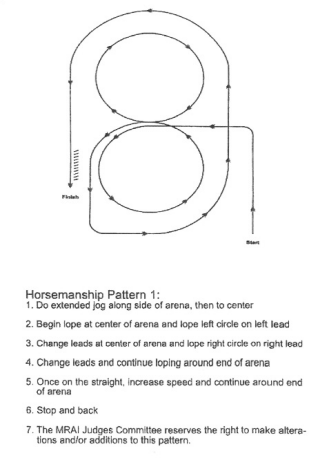 Finish
Start
Horsemanship Pattern 1:
1. Do extended jog along side of arena, then to center
2. Begin lope at center of arena and lope left circle on left lead
3. Change leads at center of arena and lope right circle on right lead
4. Change leads and continue loping around end of arena
5. Once on the straight, increase speed and continue around end
of arena
6. Stop and back
7. The MRAI Judges Committee reserves the right to make altera-
tions and/or additions to this pattern.